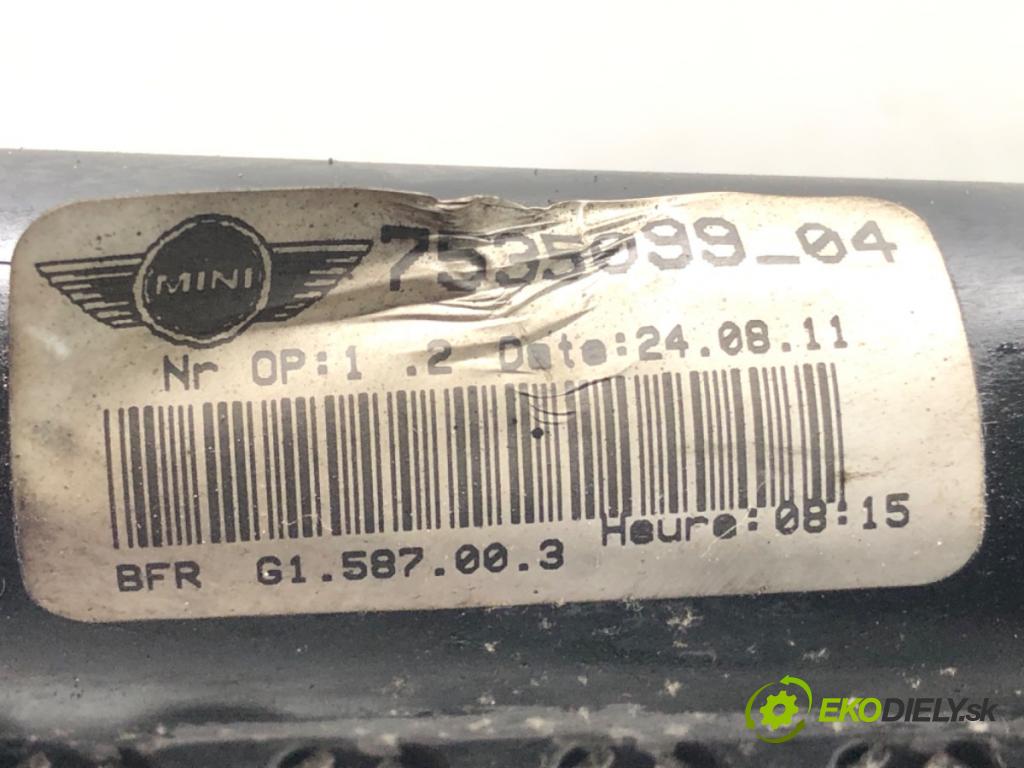 MINI 7535099_04
Nr OP:1 .2 Date:24.08.11
Heure:08:15
BFR G1.587.00.3
EKODIELY.sk